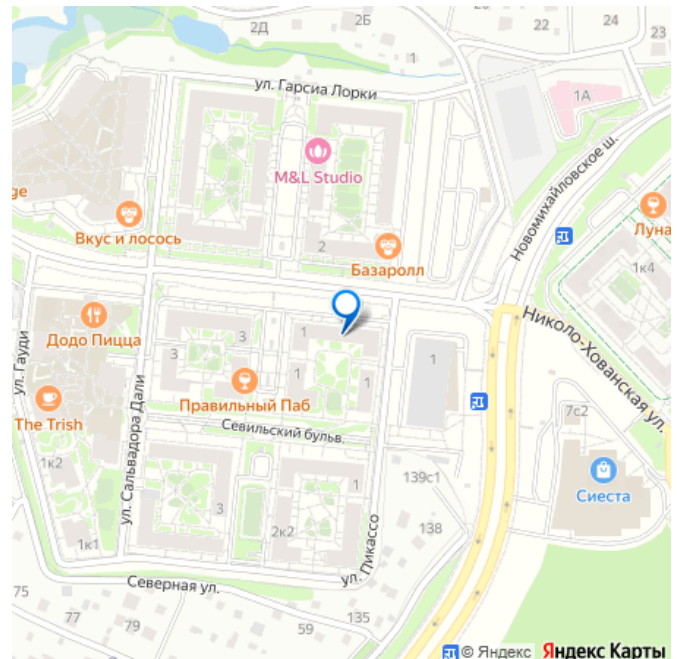 2Д
2Б
22
24
23
1
ул. Гарсиа Лорки
1А
M&L Studio
Новомихайловское ш.
ge
Вкус и лосось
Луна
2
Базаролл
1к4
Николо-Хованская ул.
Додо Пицца
ул. Гауди
3
1
1
3
1
1
Правильный Паб
The Trish
ул. Сальвадора Дали
Севильский бульв.
7с2
Сиеста
1к2
139с1
1
3
138
2к2
1к1
ул. Пикассо
Северная ул.
75
77
79
59
135
© Яндекс Яндекс Карты